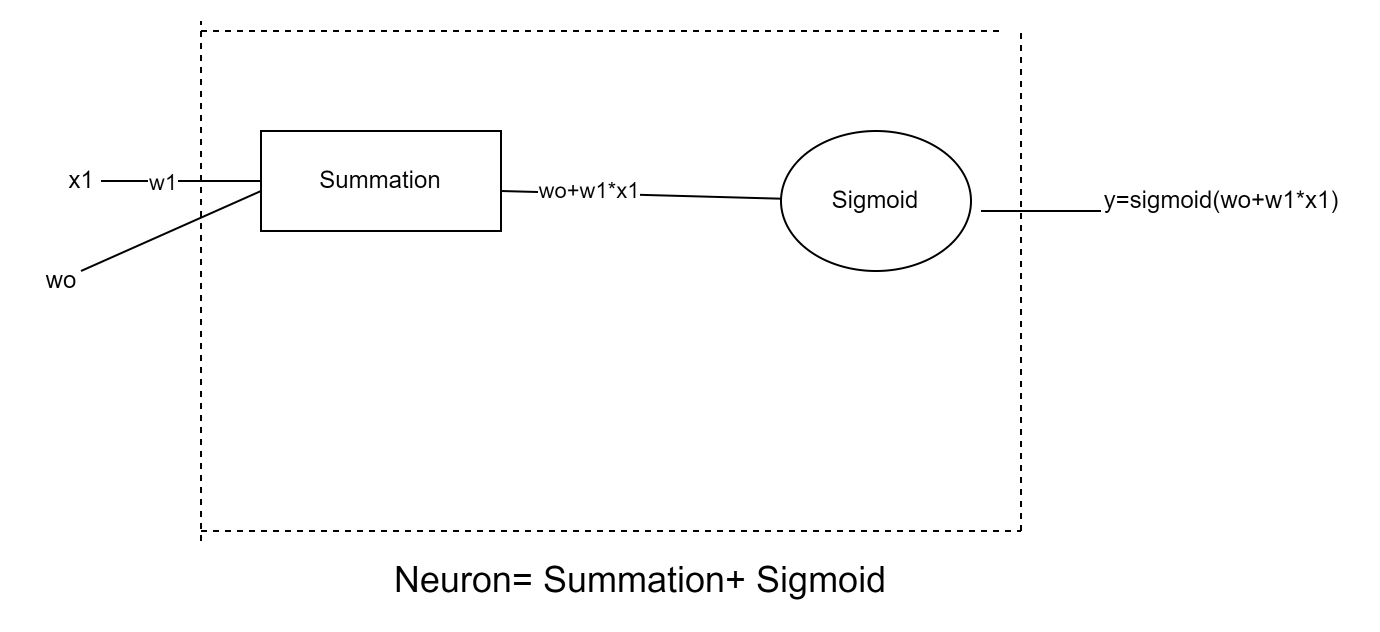 x1
w1
Summation
wo+w1*x1
Sigmoid
y=sigmoid(wo+w1*x1)
wo
Neuron= Summation+ Sigmoid